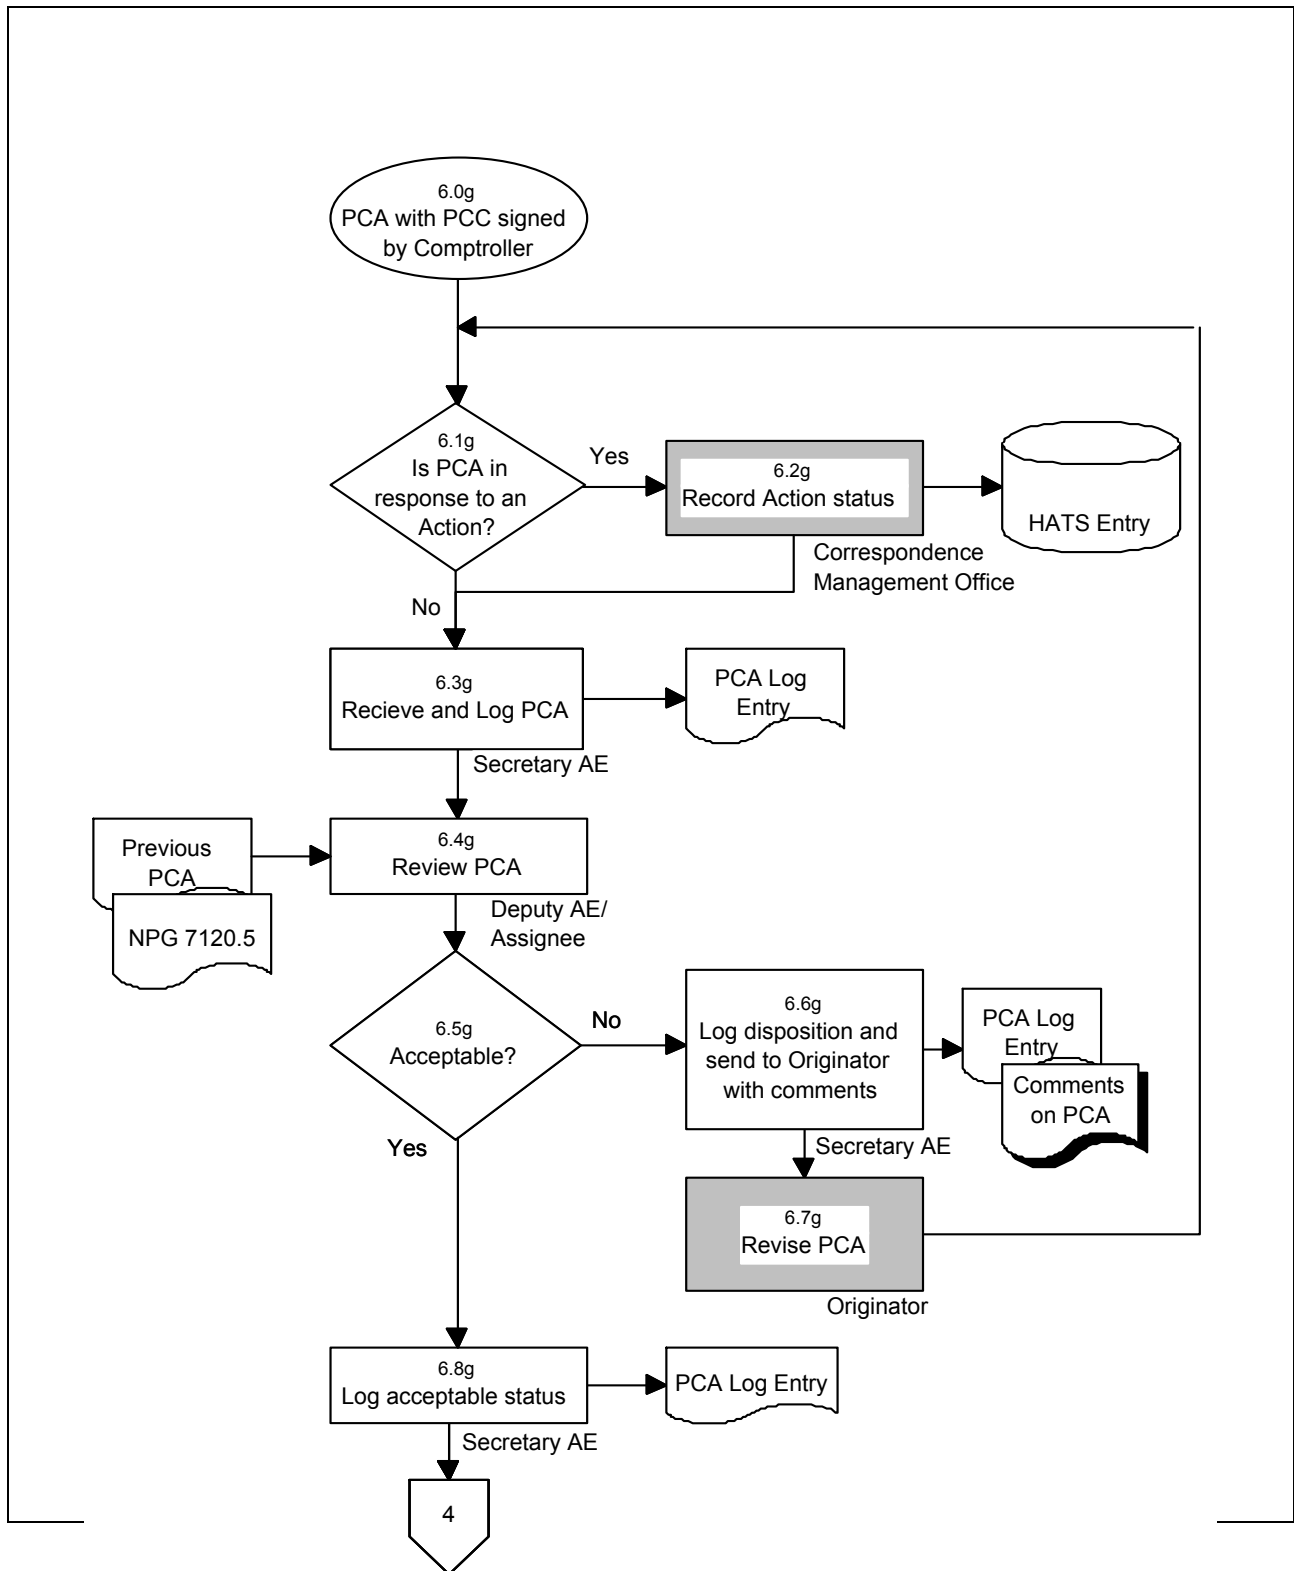 6.0g
PCA with PCC signed
by Comptroller
6.1g
Is PCA in
response to an
Action?
Yes
6.2g
Record Action status
HATS Entry
Correspondence
Management Office
No
6.3g
Recieve and Log PCA
PCA Log
Entry
Secretary AE
Previous
PCA
NPG 7120.5
6.4g
Review PCA
Deputy AE/
Assignee
6.5g
Acceptable?
No
6.6g
Log disposition and
send to Originator
with comments
PCA Log
Entry
Comments
on PCA
Secretary AE
Yes
6.7g
Revise PCA
Originator
6.8g
Log acceptable status
PCA Log Entry
Secretary AE
4